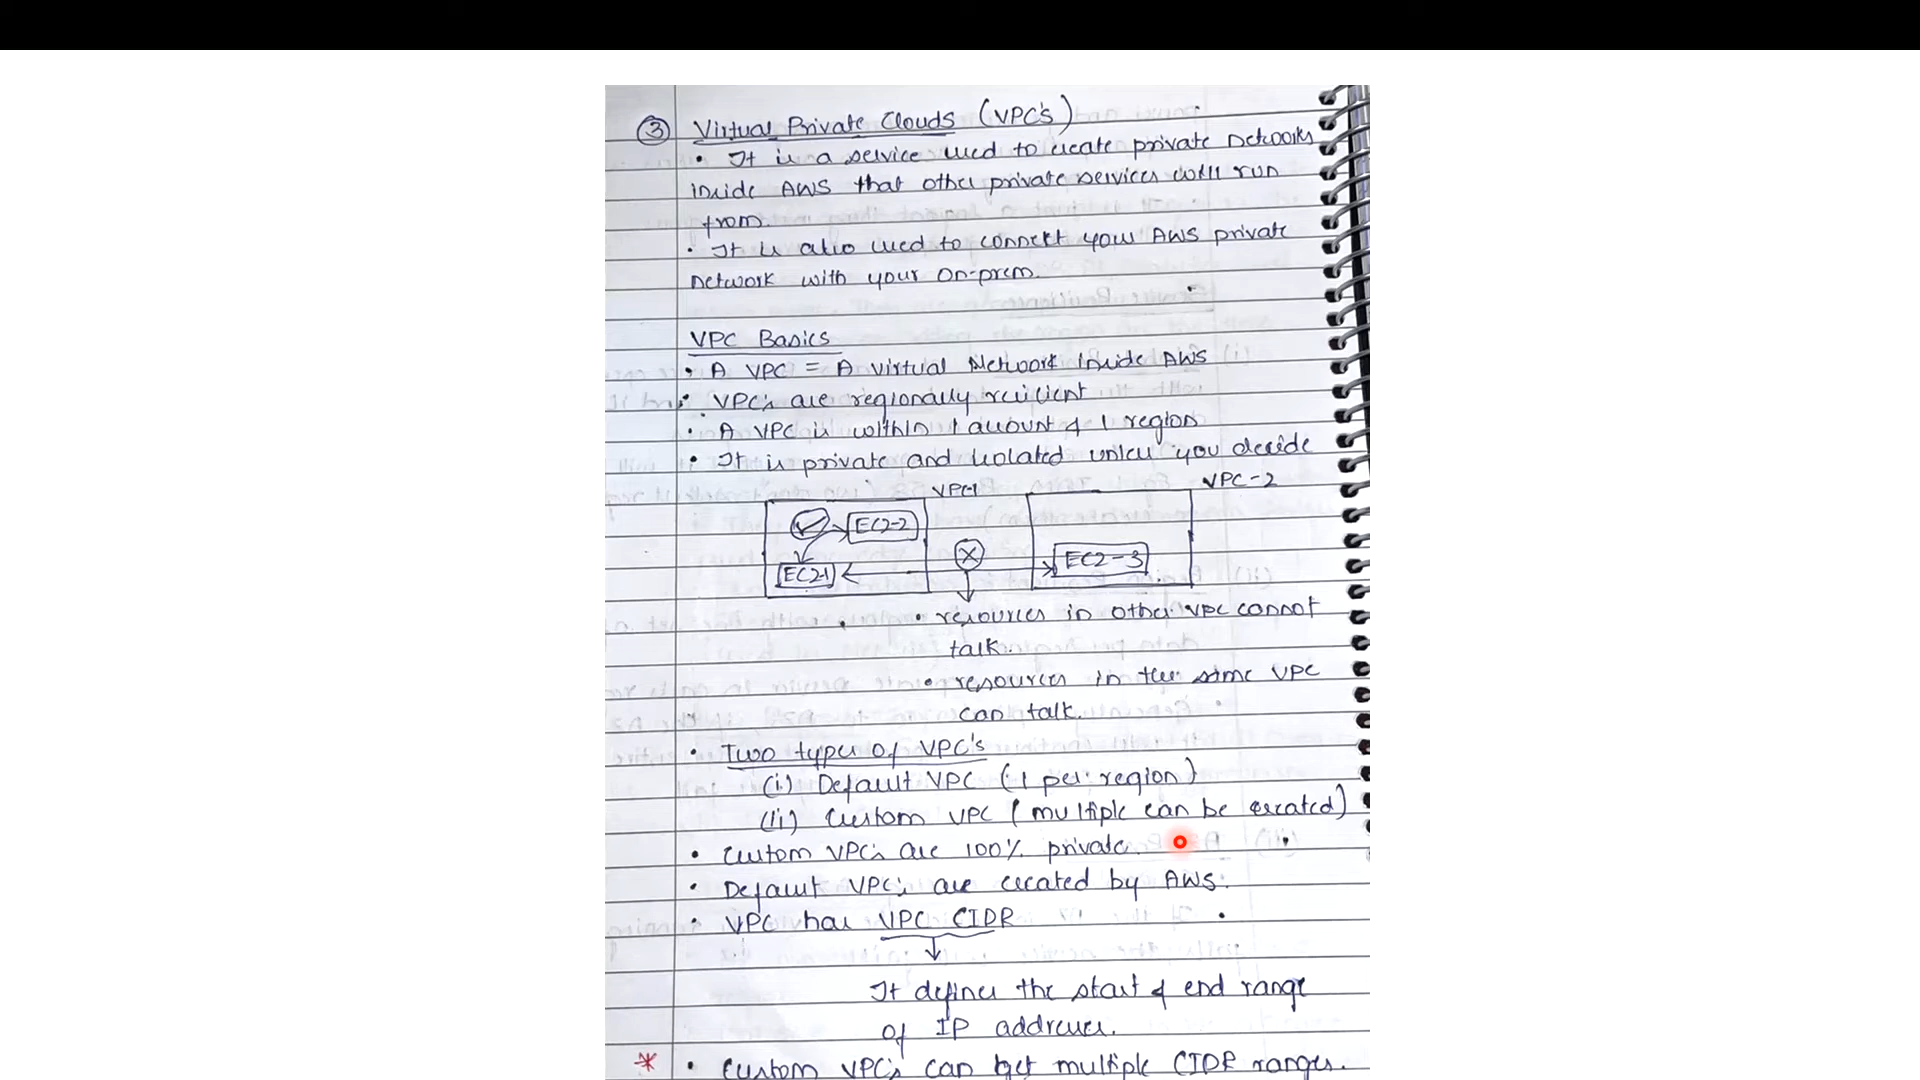 ③ Virtual Private Clouds (VPC's)
• It is a service used to create private networks
inside AWS that other private services will run
from.
• It is also used to connect your AWS private
network with your on-prem.
VPC Basics
• A VPC = A virtual Network inside AWS
• VPC's are regionally resilient
• A VPC is within 1 account & 1 region
• It is private and isolated unless you decide
VPC-1
VPC-2
EC2-2
EC2-1
EC2-3
• resources in other VPC cannot
talk.
• resources in the same VPC
can talk.
• Two types of VPC's
(i) Default VPC (1 per region)
(ii) Custom VPC (multiple can be created)
• Custom VPC's are 100% private.
• Default VPC's are created by AWS.
• VPC has VPC CIDR
It defines the start & end range
of IP addresses.
* • Custom VPC's can get multiple CIDR ranges.